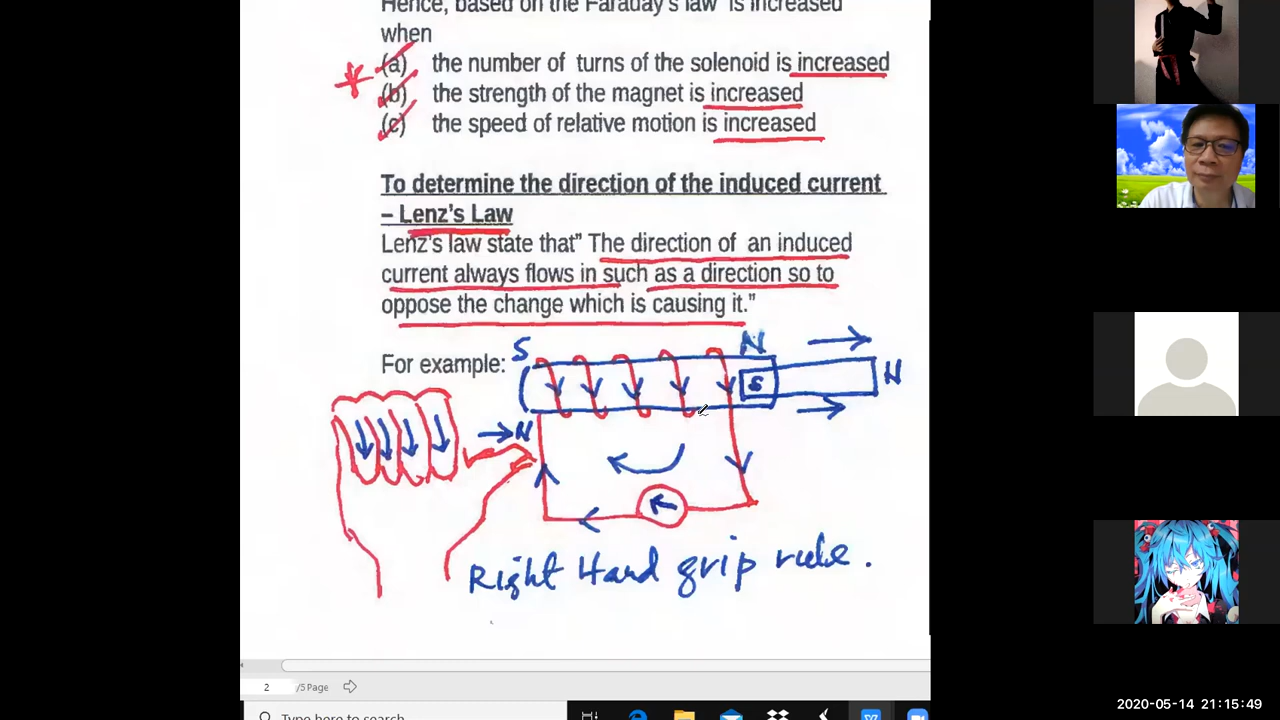 Hence, based on the Faraday's law is increased
when
(a) the number of turns of the solenoid is increased
(b) the strength of the magnet is increased
(c) the speed of relative motion is increased
To determine the direction of the induced current
– Lenz's Law
Lenz's law state that" The direction of an induced
current always flows in such as a direction so to
oppose the change which is causing it."
For example:
S
N
S
N
N
Right Hand grip rule.
2 /5 Page
Type here to search
2020-05-14 21:15:49